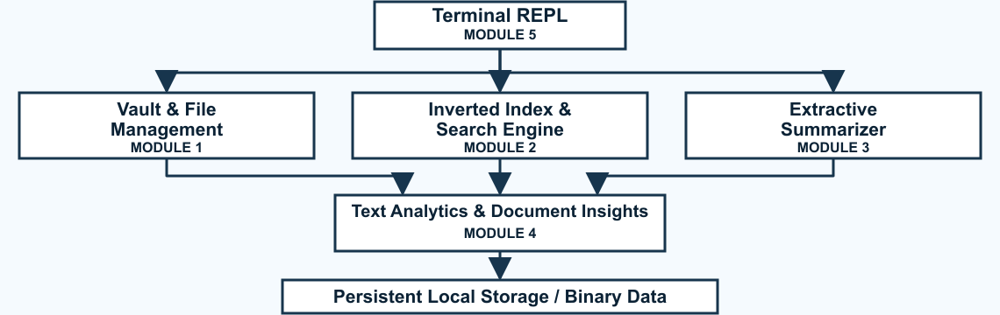 Terminal REPL
MODULE 5
Vault & File
Management
MODULE 1
Inverted Index &
Search Engine
MODULE 2
Extractive
Summarizer
MODULE 3
Text Analytics & Document Insights
MODULE 4
Persistent Local Storage / Binary Data